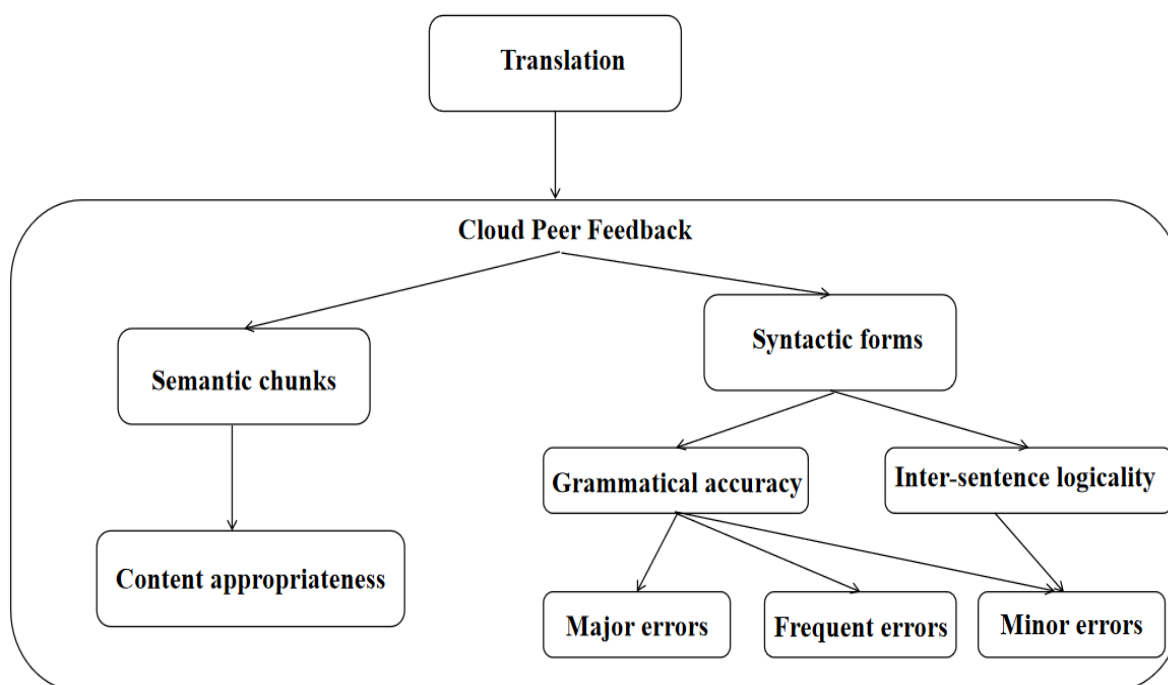 Translation
Cloud Peer Feedback
Semantic chunks
Syntactic forms
Grammatical accuracy
Inter-sentence logicality
Content appropriateness
Major errors
Frequent errors
Minor errors